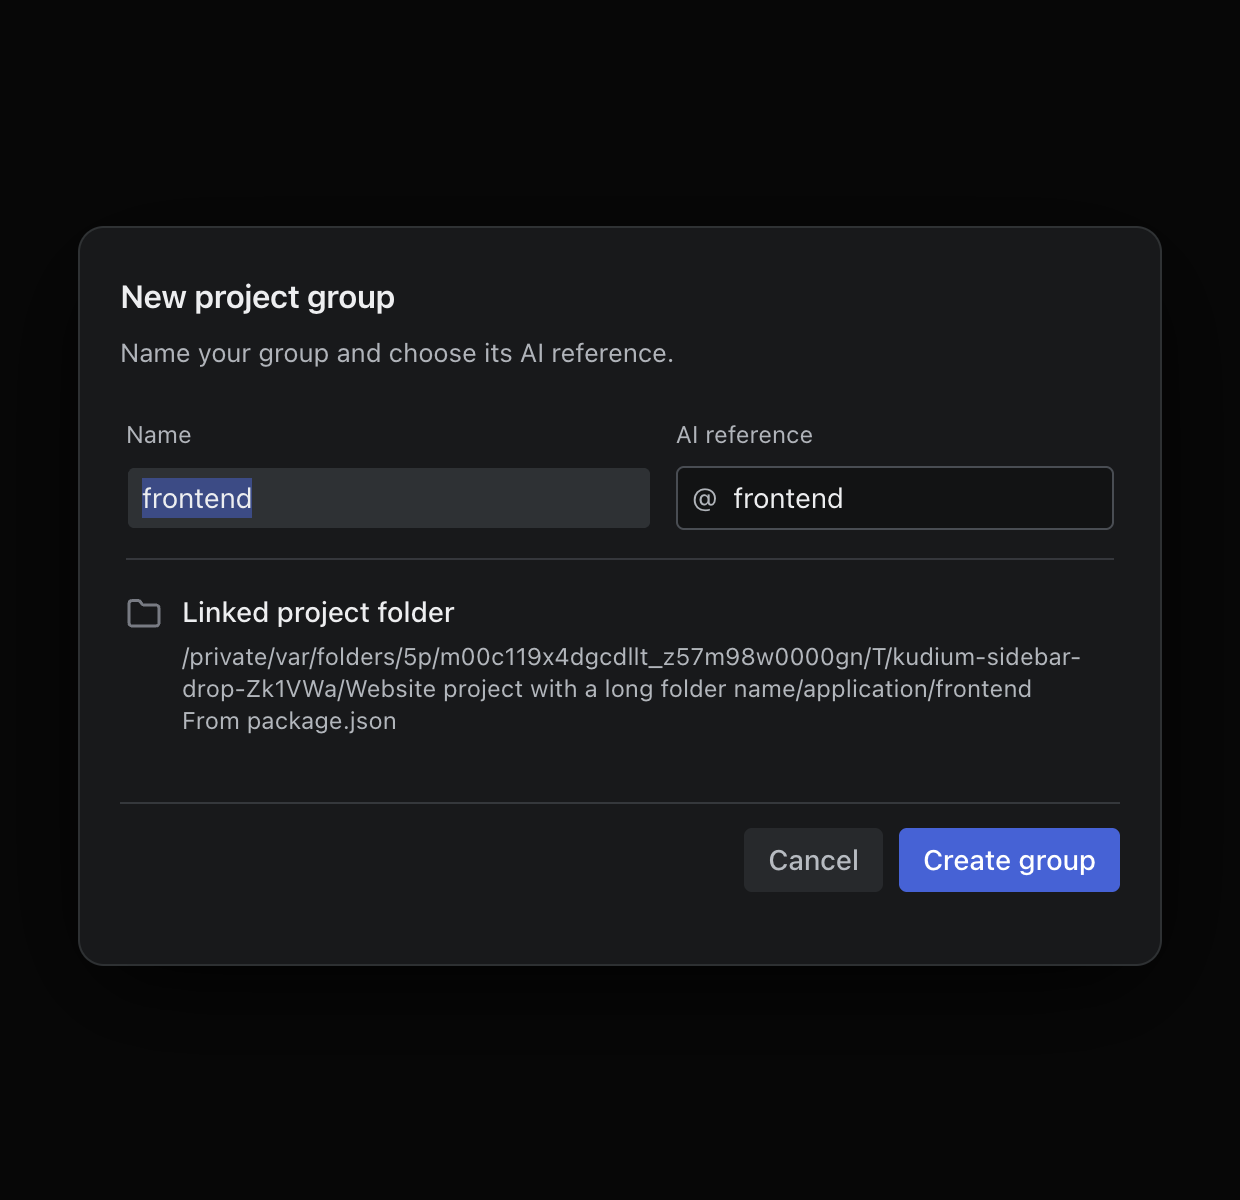 New project group
Name your group and choose its AI reference.
Name
AI reference
frontend
@ frontend
Linked project folder
/private/var/folders/5p/m00c119x4dgcdllt_z57m98w0000gn/T/kudium-sidebar-
drop-Zk1VWa/Website project with a long folder name/application/frontend
From package.json
Cancel
Create group